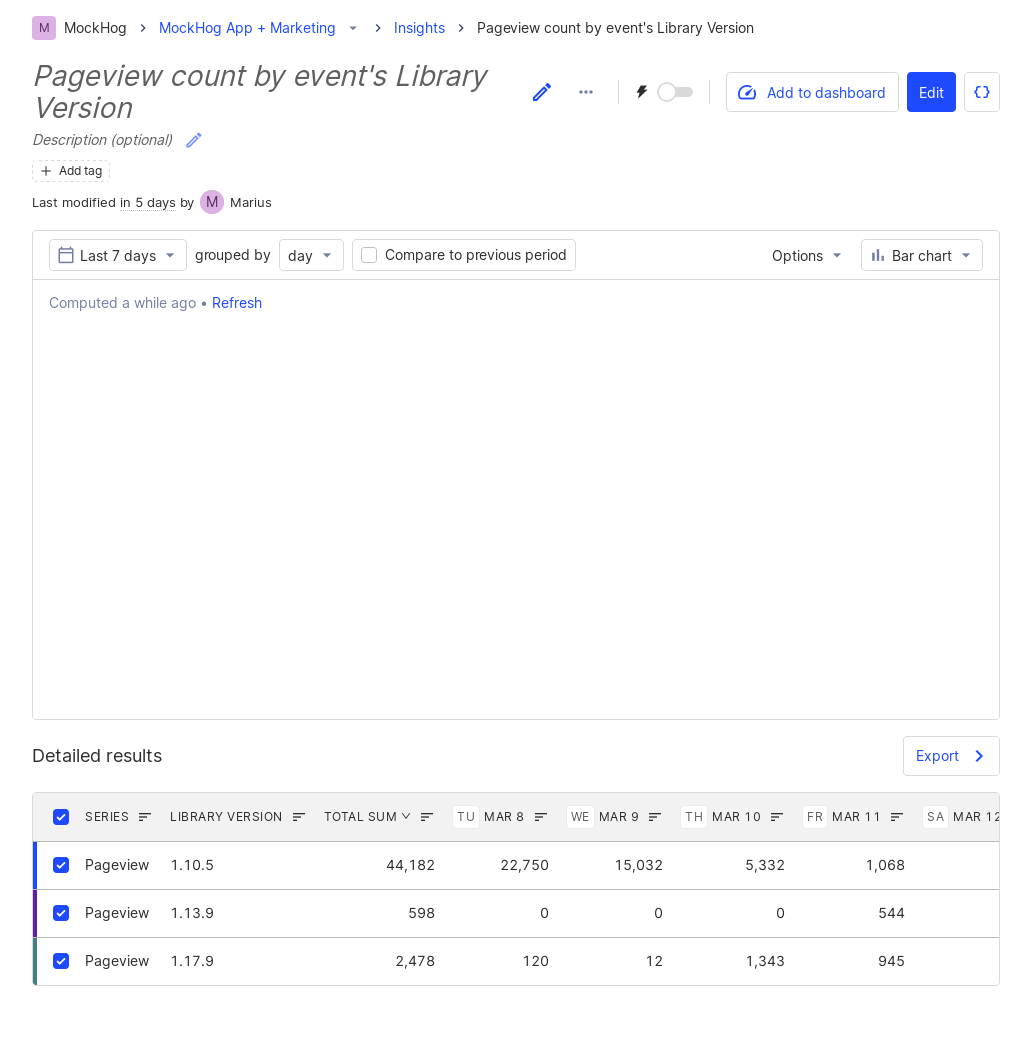 M MockHog MockHog App + Marketing Insights Pageview count by event's Library Version
Pageview count by event's Library
Version
Add to dashboard Edit
Description (optional)
Add tag
Last modified in 5 days by M Marius
Last 7 days grouped by day Compare to previous period Options Bar chart
Computed a while ago • Refresh
Detailed results Export
SERIES LIBRARY VERSION TOTAL SUM TU MAR 8 WE MAR 9 TH MAR 10 FR MAR 11 SA MAR 12
Pageview 1.10.5 44,182 22,750 15,032 5,332 1,068
Pageview 1.13.9 598 0 0 0 544
Pageview 1.17.9 2,478 120 12 1,343 945